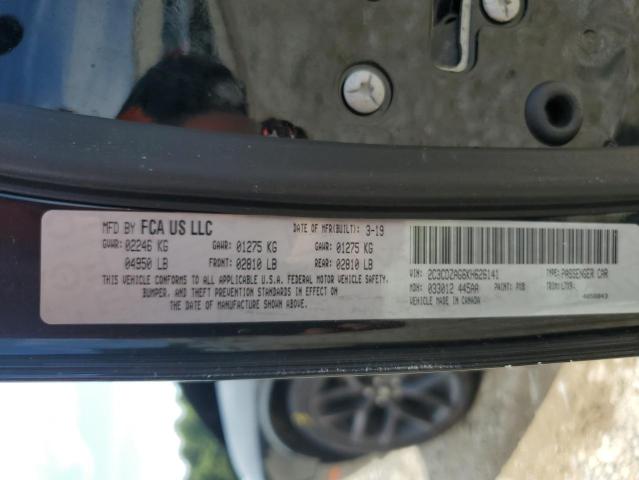 MFD BY FCA US LLC
DATE OF MFR(BUILT): 3-19
GVWR: 02246 KG GAWR: 01275 KG GAWR: 01275 KG
04950 LB FRONT: 02810 LB REAR: 02810 LB
THIS VEHICLE CONFORMS TO ALL APPLICABLE U.S.A. FEDERAL MOTOR VEHICLE SAFETY,
BUMPER, AND THEFT PREVENTION STANDARDS IN EFFECT ON
THE DATE OF MANUFACTURE SHOWN ABOVE.
VIN: 2C3CDZAG6KH626141 TYPE: PASSENGER CAR
MDH: 033012 445AA PAINT: TRIM: L7X9-
VEHICLE MADE IN CANADA